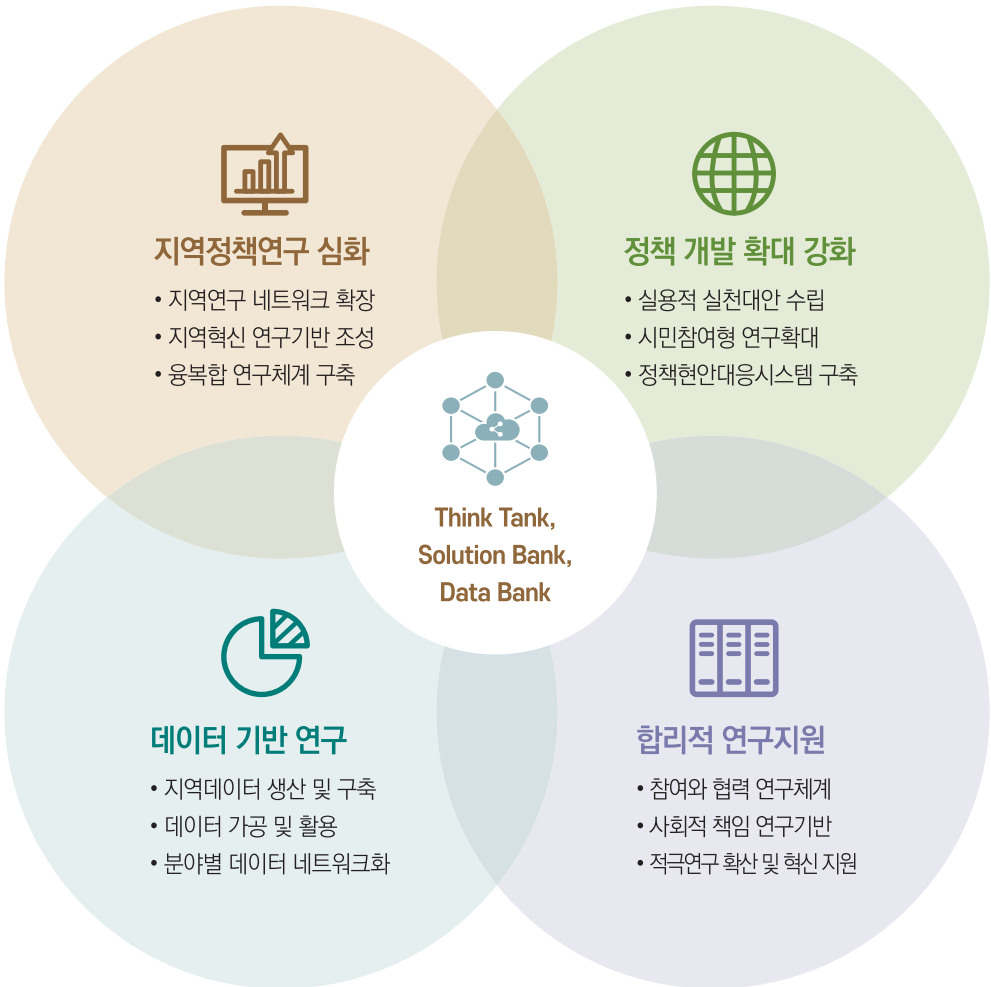 지역정책연구 심화
• 지역연구 네트워크 확장
• 지역혁신 연구기반 조성
• 융복합 연구체계 구축
정책 개발 확대 강화
• 실용적 실천대안 수립
• 시민참여형 연구확대
• 정책현안대응시스템 구축
Think Tank,
Solution Bank,
Data Bank
데이터 기반 연구
• 지역데이터 생산 및 구축
• 데이터 가공 및 활용
• 분야별 데이터 네트워크화
합리적 연구지원
• 참여와 협력 연구체계
• 사회적 책임 연구기반
• 적극연구 확산 및 혁신 지원